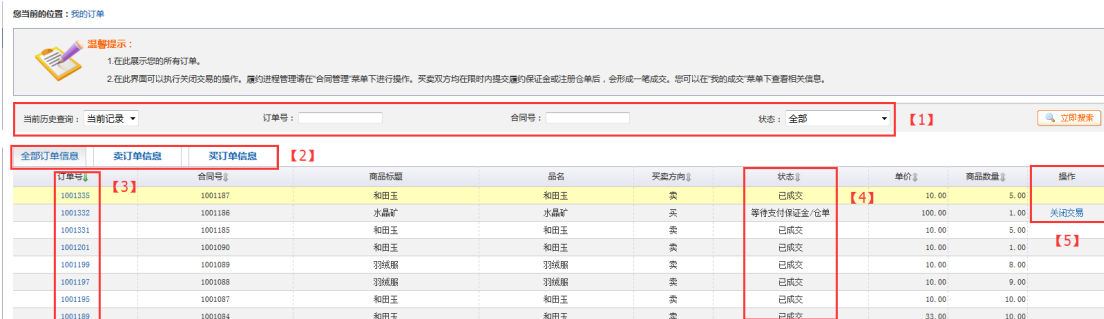 您当前的位置：我的订单
温馨提示：
1.在此展示您的所有订单。
2.在此界面可以执行关闭交易的操作。履约进程管理请在"合同管理"菜单下进行操作。买卖双方均在限时内提交履约保证金或注册仓单后，会形成一笔成交。您可以在"我的成交"菜单下查看相关信息。
当前历史查询： 当前记录 订单号： 合同号： 状态： 全部 【1】 立即搜索
全部订单信息 卖订单信息 买订单信息 【2】
订单号 合同号 商品标题 品名 买卖方向 状态 单价 商品数量 操作
【3】 【4】 【5】
1001335 1001187 和田玉 和田玉 卖 已成交 10.00 5.00
1001332 1001186 水晶矿 水晶矿 买 等待支付保证金/仓单 100.00 1.00 关闭交易
1001331 1001185 和田玉 和田玉 卖 已成交 10.00 5.00
1001201 1001090 和田玉 和田玉 卖 已成交 10.00 1.00
1001199 1001089 羽绒服 羽绒服 卖 已成交 10.00 8.00
1001197 1001088 羽绒服 羽绒服 卖 已成交 10.00 9.00
1001195 1001087 和田玉 和田玉 卖 已成交 10.00 10.00
1001189 1001084 和田玉 和田玉 卖 已成交 33.00 10.00